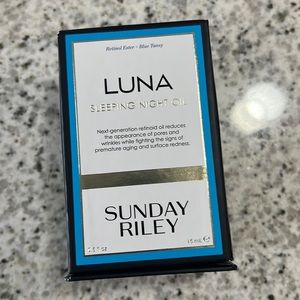 Retinol Ester + Blue Tansy
LUNA
SLEEPING NIGHT OIL
Next-generation retinoid oil reduces
the appearance of pores and
wrinkles while fighting the signs of
premature aging and surface redness.
SUNDAY
RILEY
15 mL ℮